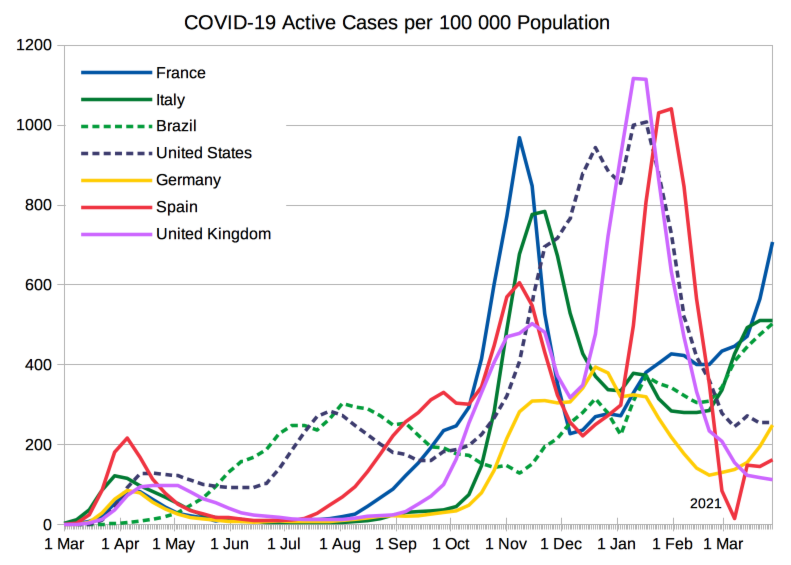 COVID-19 Active Cases per 100 000 Population
1200
1000
800
600
400
200
0
France
Italy
Brazil
United States
Germany
Spain
United Kingdom
2021
1 Mar 1 Apr 1 May 1 Jun 1 Jul 1 Aug 1 Sep 1 Oct 1 Nov 1 Dec 1 Jan 1 Feb 1 Mar